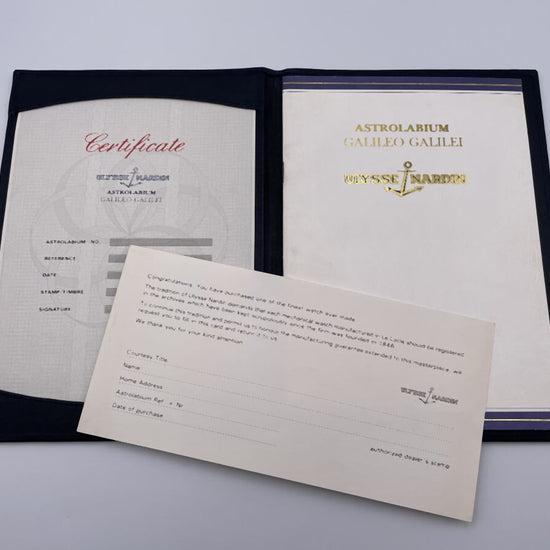 Certificate
ULYSSE NARDIN
ASTROLABIUM
GALILEO GALILEI
ASTROLABIUM NO.
REFERENCE
DATE
STAMP/TIMBRE
SIGNATURE
ASTROLABIUM
GALILEO GALILEI
ULYSSE NARDIN
Congratulations. You have purchased one of the finest watch ever made.
The tradition of Ulysse Nardin demands that each mechanical watch manufactured in Le Locle should be registered
in the archives which have been kept scrupulously since the firm was founded in 1846.
To continue this tradition and permit us to honour the manufacturing guarantee extended to this masterpiece, we
request you to fill in this card and return it to us.
We thank you for your kind attention.
Courtesy Title
Name
Home Address
Astrolabium Ref. + Nr
Date of purchase
ULYSSE NARDIN
authorized dealer's stamp